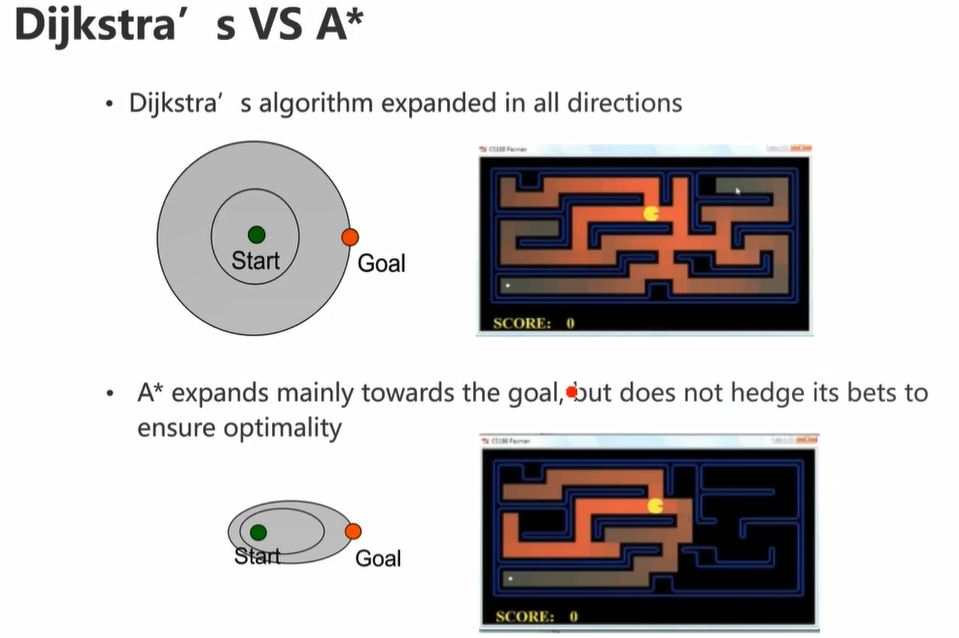 Dijkstra’s VS A*
• Dijkstra’s algorithm expanded in all directions
CS188 Pacman
Start
Goal
SCORE: 0
• A* expands mainly towards the goal, but does not hedge its bets to
ensure optimality
CS188 Pacman
Start
Goal
SCORE: 0